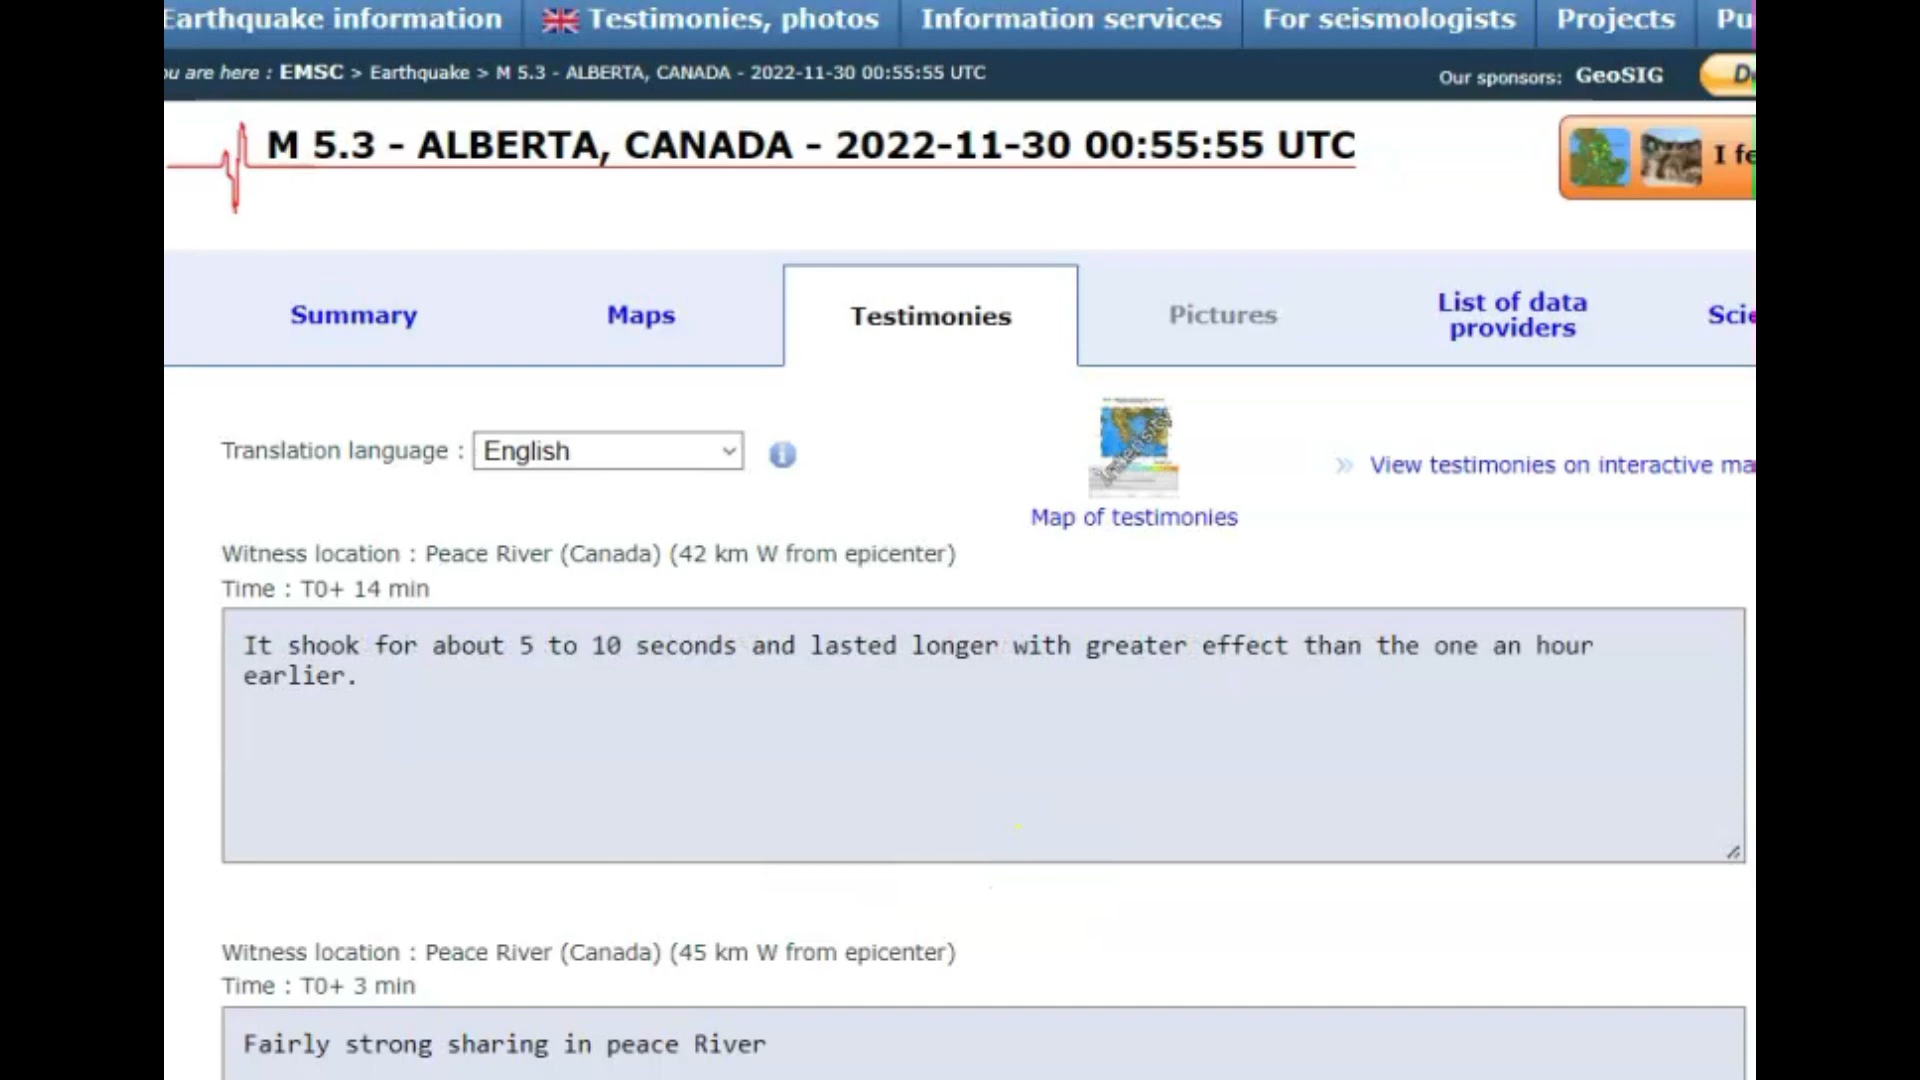 Earthquake information Testimonies, photos Information services For seismologists Projects
are here : EMSC > Earthquake > M 5.3 - ALBERTA, CANADA - 2022-11-30 00:55:55 UTC Our sponsors: GeoSIG
M 5.3 - ALBERTA, CANADA - 2022-11-30 00:55:55 UTC
I
Summary Maps Testimonies Pictures List of data
providers
Translation language : English
View testimonies on interactive
Map of testimonies
Witness location : Peace River (Canada) (42 km W from epicenter)
Time : T0+ 14 min
It shook for about 5 to 10 seconds and lasted longer with greater effect than the one an hour
earlier.
Witness location : Peace River (Canada) (45 km W from epicenter)
Time : T0+ 3 min
Fairly strong sharing in peace River